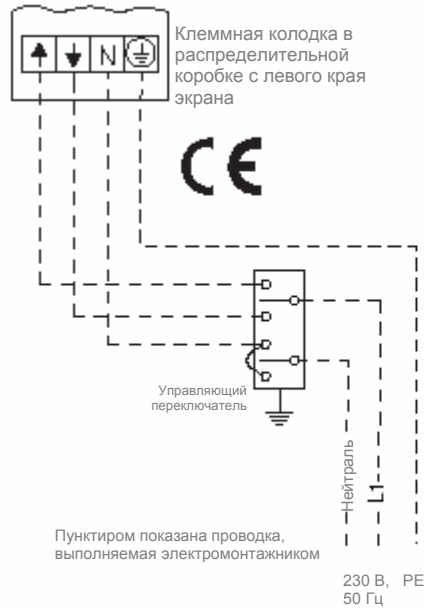 Клеммная колодка в
распределительной
коробке с левого края
экрана
N
CE
Управляющий
переключатель
Нейтраль
L1
Пунктиром показана проводка,
выполняемая электромонтажником
230 В, PE
50 Гц